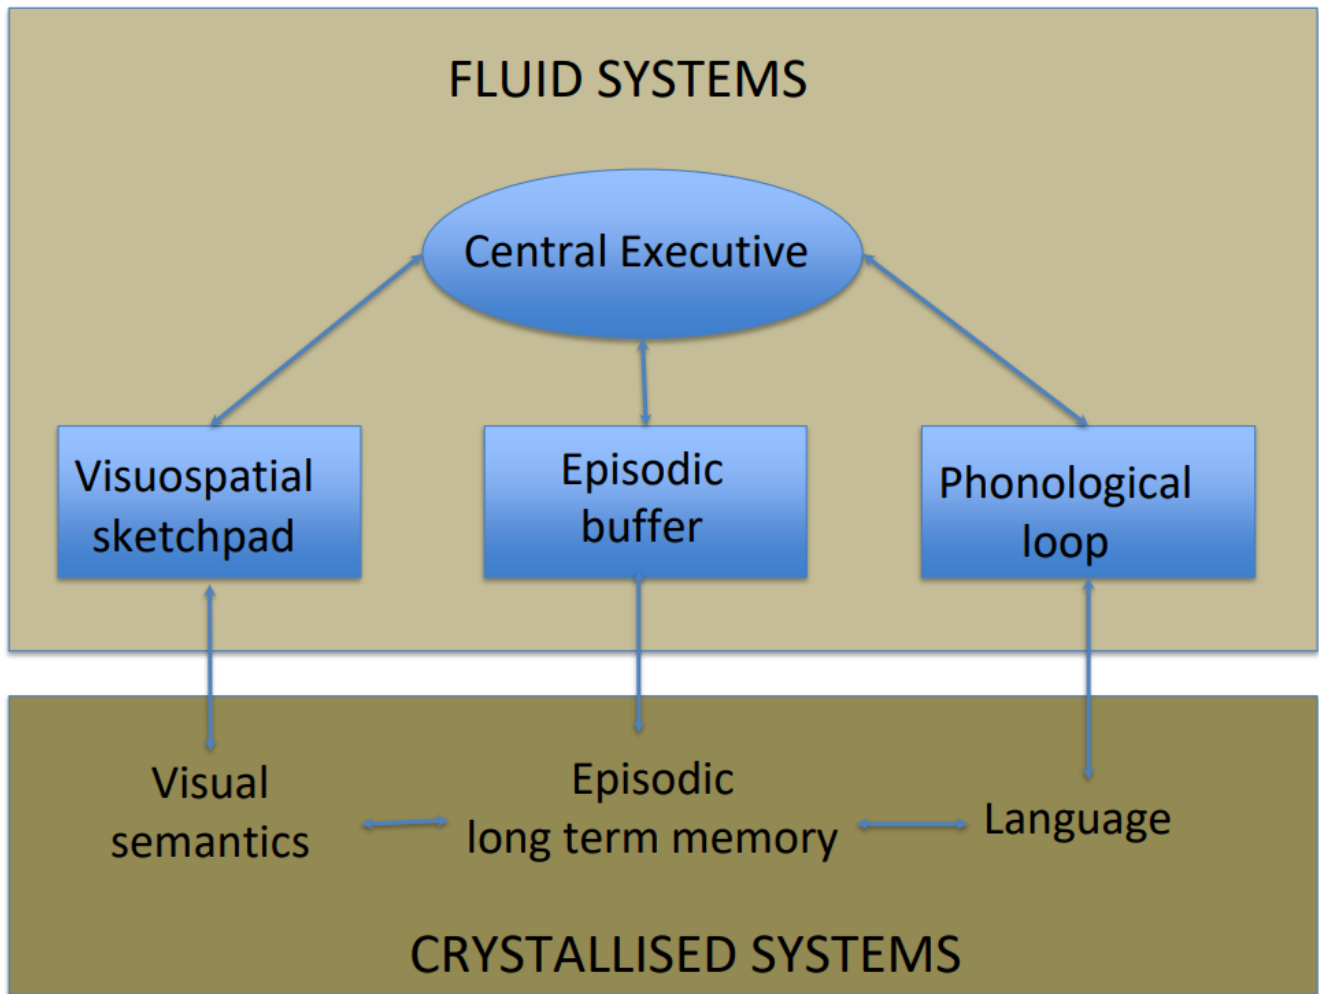 FLUID SYSTEMS
Central Executive
Visuospatial
sketchpad
Episodic
buffer
Phonological
loop
Visual
semantics
Episodic
long term memory
Language
CRYSTALLISED SYSTEMS